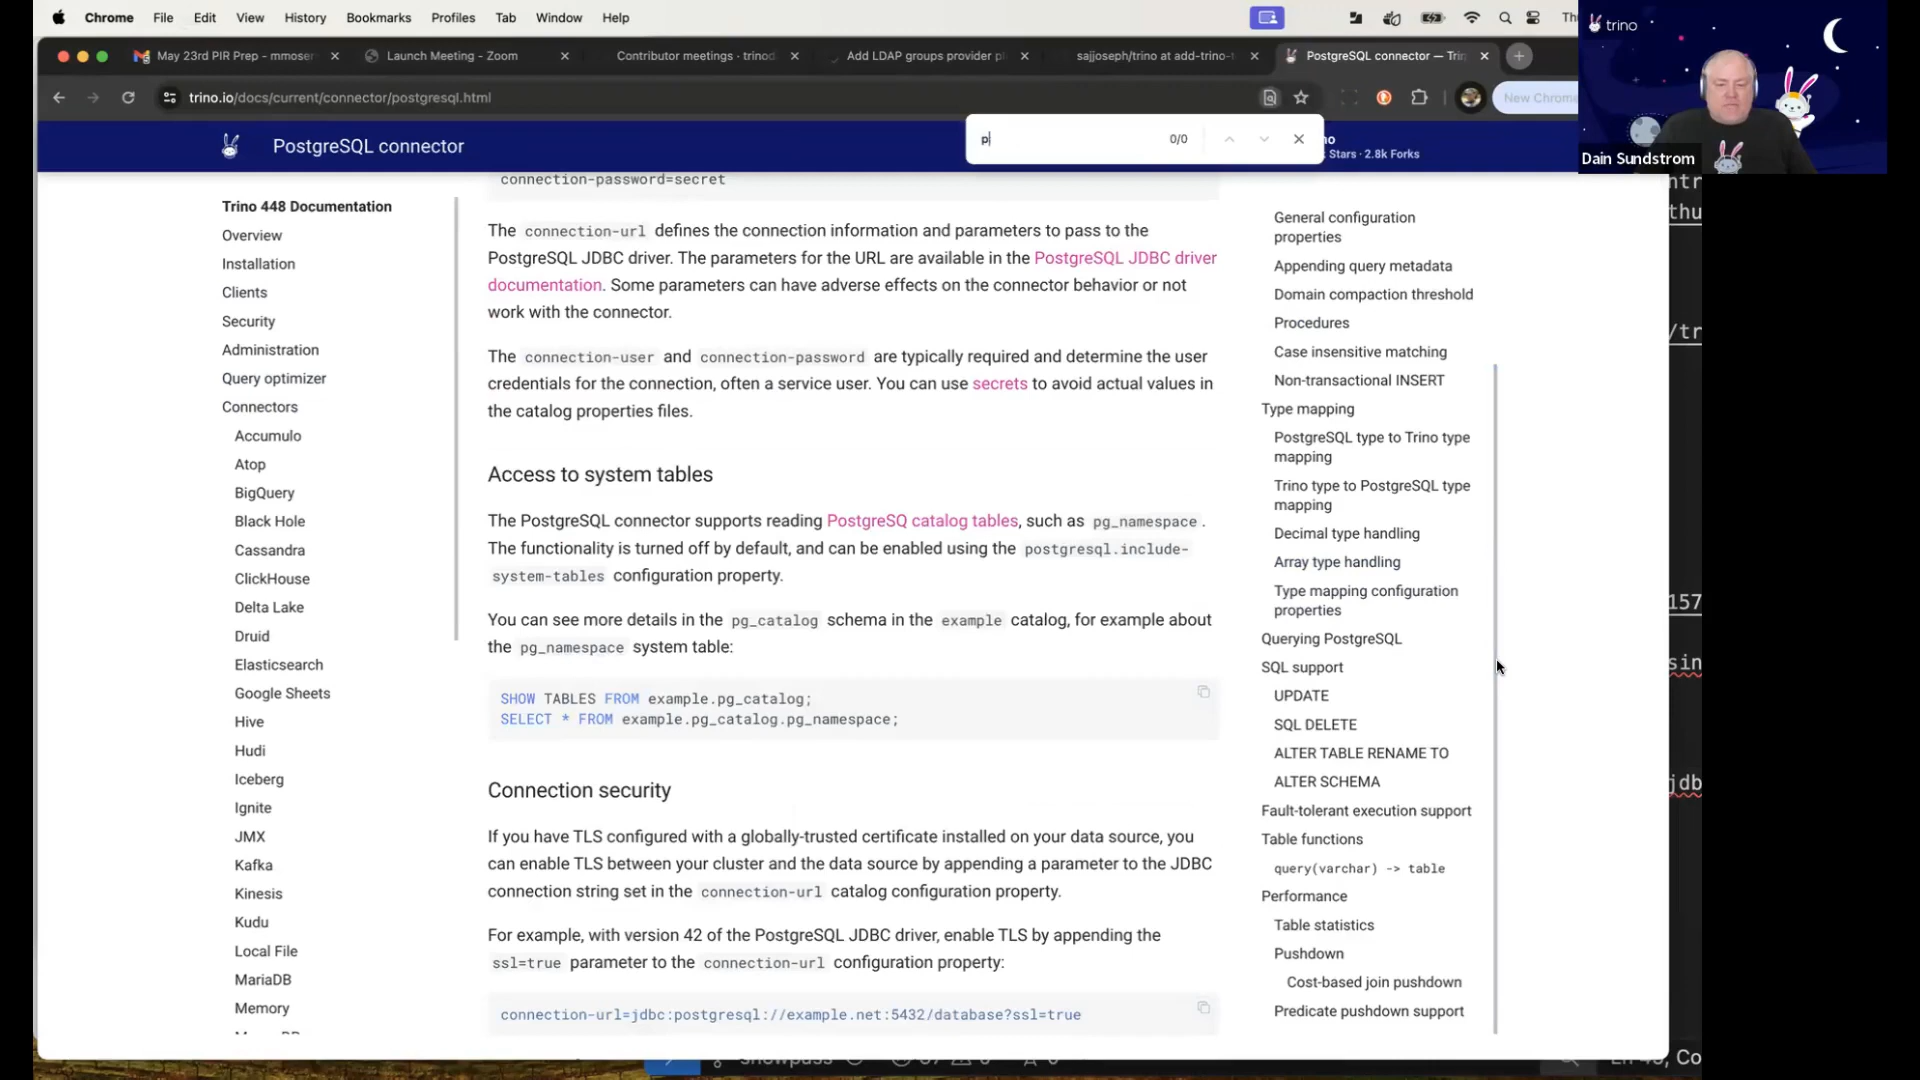 Chrome File Edit View History Bookmarks Profiles Tab Window Help
trino
May 23rd PIR Prep - mmoser
Launch Meeting - Zoom
Contributor meetings · trinod
Add LDAP groups provider p
sajjoseph/trino at add-trino-
PostgreSQL connector — Trin
trino.io/docs/current/connector/postgresql.html
New Chrom
p
0/0
Dain Sundstrom
PostgreSQL connector
no
Stars · 2.8k Forks
Trino 448 Documentation
Overview
Installation
Clients
Security
Administration
Query optimizer
Connectors
Accumulo
Atop
BigQuery
Black Hole
Cassandra
ClickHouse
Delta Lake
Druid
Elasticsearch
Google Sheets
Hive
Hudi
Iceberg
Ignite
JMX
Kafka
Kinesis
Kudu
Local File
MariaDB
Memory
connection-password=secret
The connection-url defines the connection information and parameters to pass to the
PostgreSQL JDBC driver. The parameters for the URL are available in the PostgreSQL JDBC driver
documentation. Some parameters can have adverse effects on the connector behavior or not
work with the connector.
The connection-user and connection-password are typically required and determine the user
credentials for the connection, often a service user. You can use secrets to avoid actual values in
the catalog properties files.
Access to system tables
The PostgreSQL connector supports reading PostgreSQ catalog tables, such as pg_namespace.
The functionality is turned off by default, and can be enabled using the postgresql.include-
system-tables configuration property.
You can see more details in the pg_catalog schema in the example catalog, for example about
the pg_namespace system table:
SHOW TABLES FROM example.pg_catalog;
SELECT * FROM example.pg_catalog.pg_namespace;
Connection security
If you have TLS configured with a globally-trusted certificate installed on your data source, you
can enable TLS between your cluster and the data source by appending a parameter to the JDBC
connection string set in the connection-url catalog configuration property.
For example, with version 42 of the PostgreSQL JDBC driver, enable TLS by appending the
ssl=true parameter to the connection-url configuration property:
connection-url=jdbc:postgresql://example.net:5432/database?ssl=true
General configuration
properties
Appending query metadata
Domain compaction threshold
Procedures
Case insensitive matching
Non-transactional INSERT
Type mapping
PostgreSQL type to Trino type
mapping
Trino type to PostgreSQL type
mapping
Decimal type handling
Array type handling
Type mapping configuration
properties
Querying PostgreSQL
SQL support
UPDATE
SQL DELETE
ALTER TABLE RENAME TO
ALTER SCHEMA
Fault-tolerant execution support
Table functions
query(varchar) -> table
Performance
Table statistics
Pushdown
Cost-based join pushdown
Predicate pushdown support
ntr
thu
/tr
157
sin
jdb